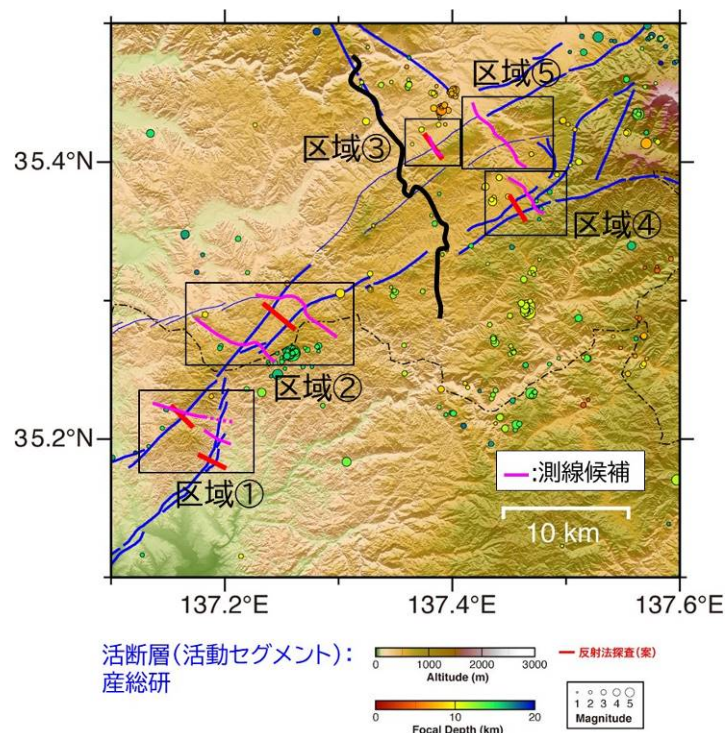 区域⑤
区域③
35.4°N
区域④
区域②
35.2°N
区域①
:測線候補
10 km
137.2°E
137.4°E
137.6°E
活断層(活動セグメント):
産総研
0 1000 2000 3000
Altitude (m)
反射法探査(案)
0 10 20
Focal Depth (km)
1 2 3 4 5
Magnitude